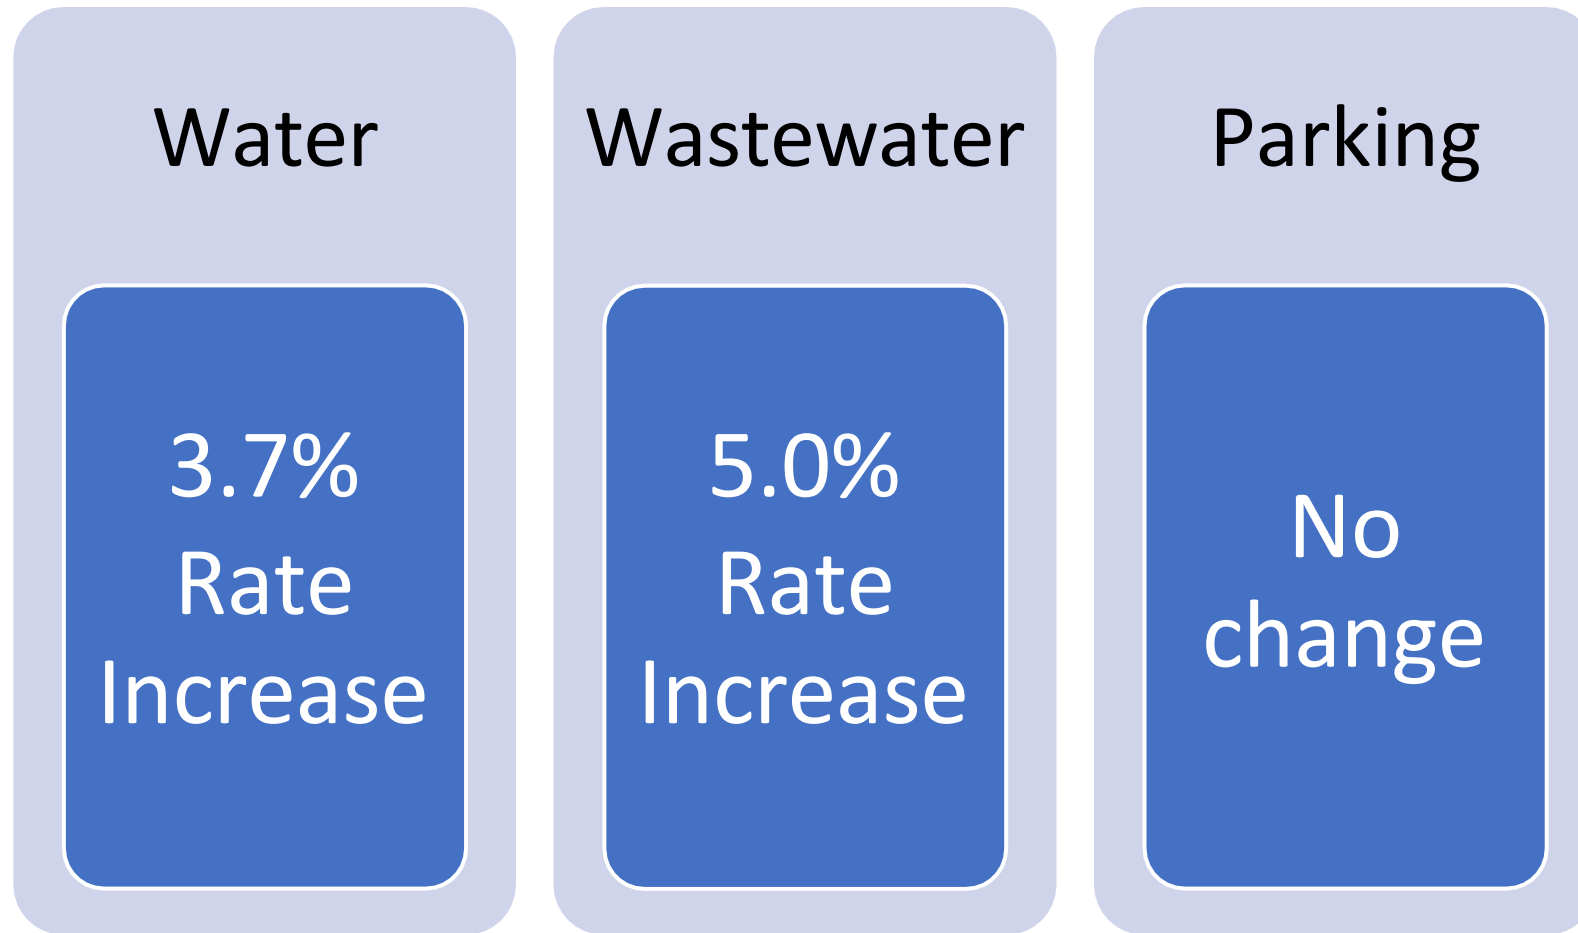 Water
3.7%
Rate
Increase
Wastewater
5.0%
Rate
Increase
Parking
No
change